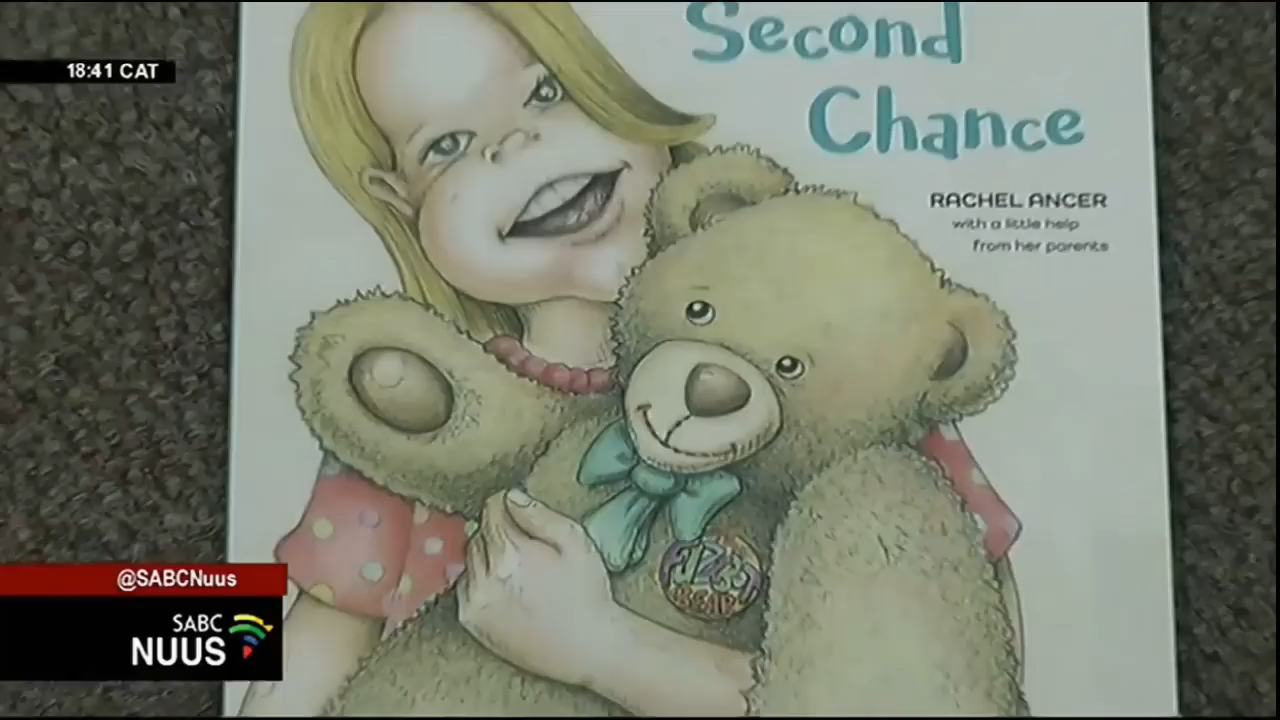 18:41 CAT
Second
Chance
RACHEL ANCER
with a little help
from her parents
@SABCNuus
SABC
NUUS